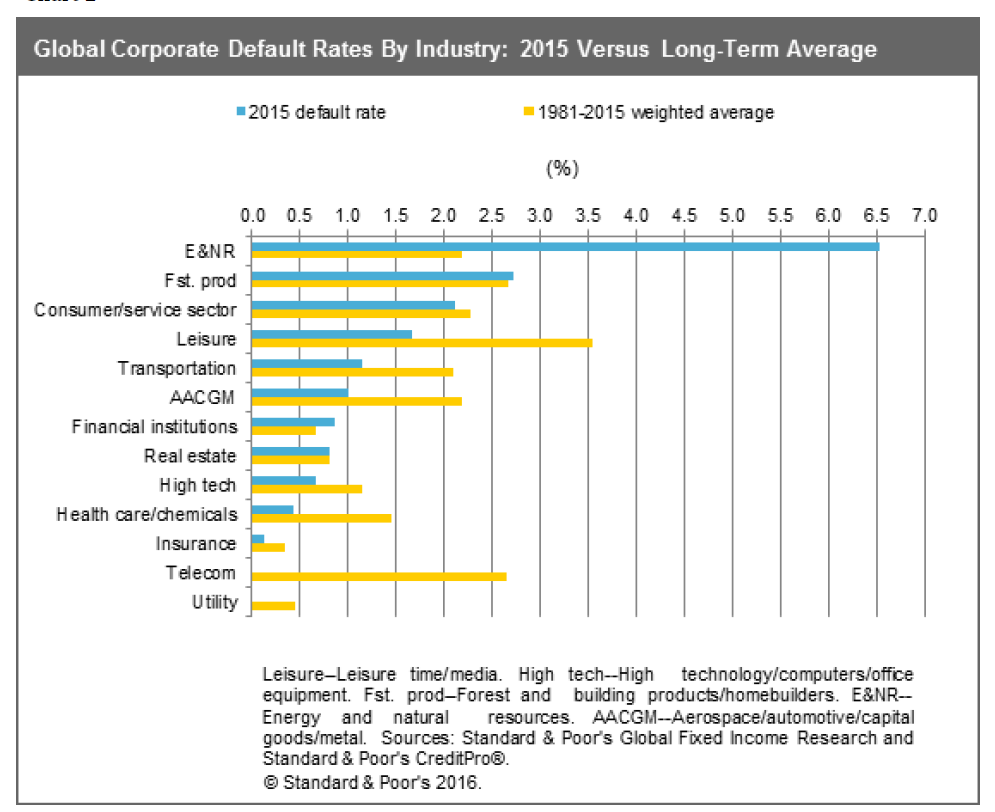 Global Corporate Default Rates By Industry: 2015 Versus Long-Term Average
2015 default rate 1981-2015 weighted average
(%)
0.0 0.5 1.0 1.5 2.0 2.5 3.0 3.5 4.0 4.5 5.0 5.5 6.0 6.5 7.0
E&NR
Fst. prod
Consumer/service sector
Leisure
Transportation
AACGM
Financial institutions
Real estate
High tech
Health care/chemicals
Insurance
Telecom
Utility
Leisure--Leisure time/media. High tech--High technology/computers/office
equipment. Fst. prod--Forest and building products/homebuilders. E&NR--
Energy and natural resources. AACGM--Aerospace/automotive/capital
goods/metal. Sources: Standard & Poor's Global Fixed Income Research and
Standard & Poor's CreditPro®.
© Standard & Poor's 2016.